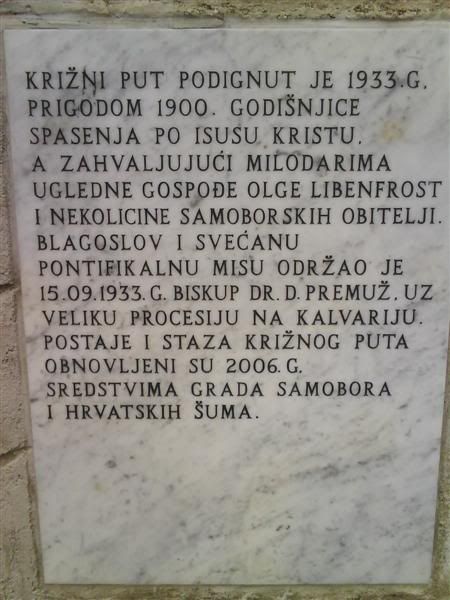 KRIŽNI PUT PODIGNUT JE 1933.G.
PRIGODOM 1900. GODIŠNJICE
SPASENJA PO ISUSU KRISTU,
A ZAHVALJUJUĆI MILODARIMA
UGLEDNE GOSPOĐE OLGE LIBENFROST
I NEKOLICINE SAMOBORSKIH OBITELJI.
BLAGOSLOV I SVEĆANU
PONTIFIKALNU MISU ODRŽAO JE
15.09.1933.G. BISKUP DR. D. PREMUŽ, UZ
VELIKU PROCESIJU NA KALVARIJU.
POSTAJE I STAZA KRIŽNOG PUTA
OBNOVLJENI SU 2006.G.
SREDSTVIMA GRADA SAMOBORA
I HRVATSKIH ŠUMA.